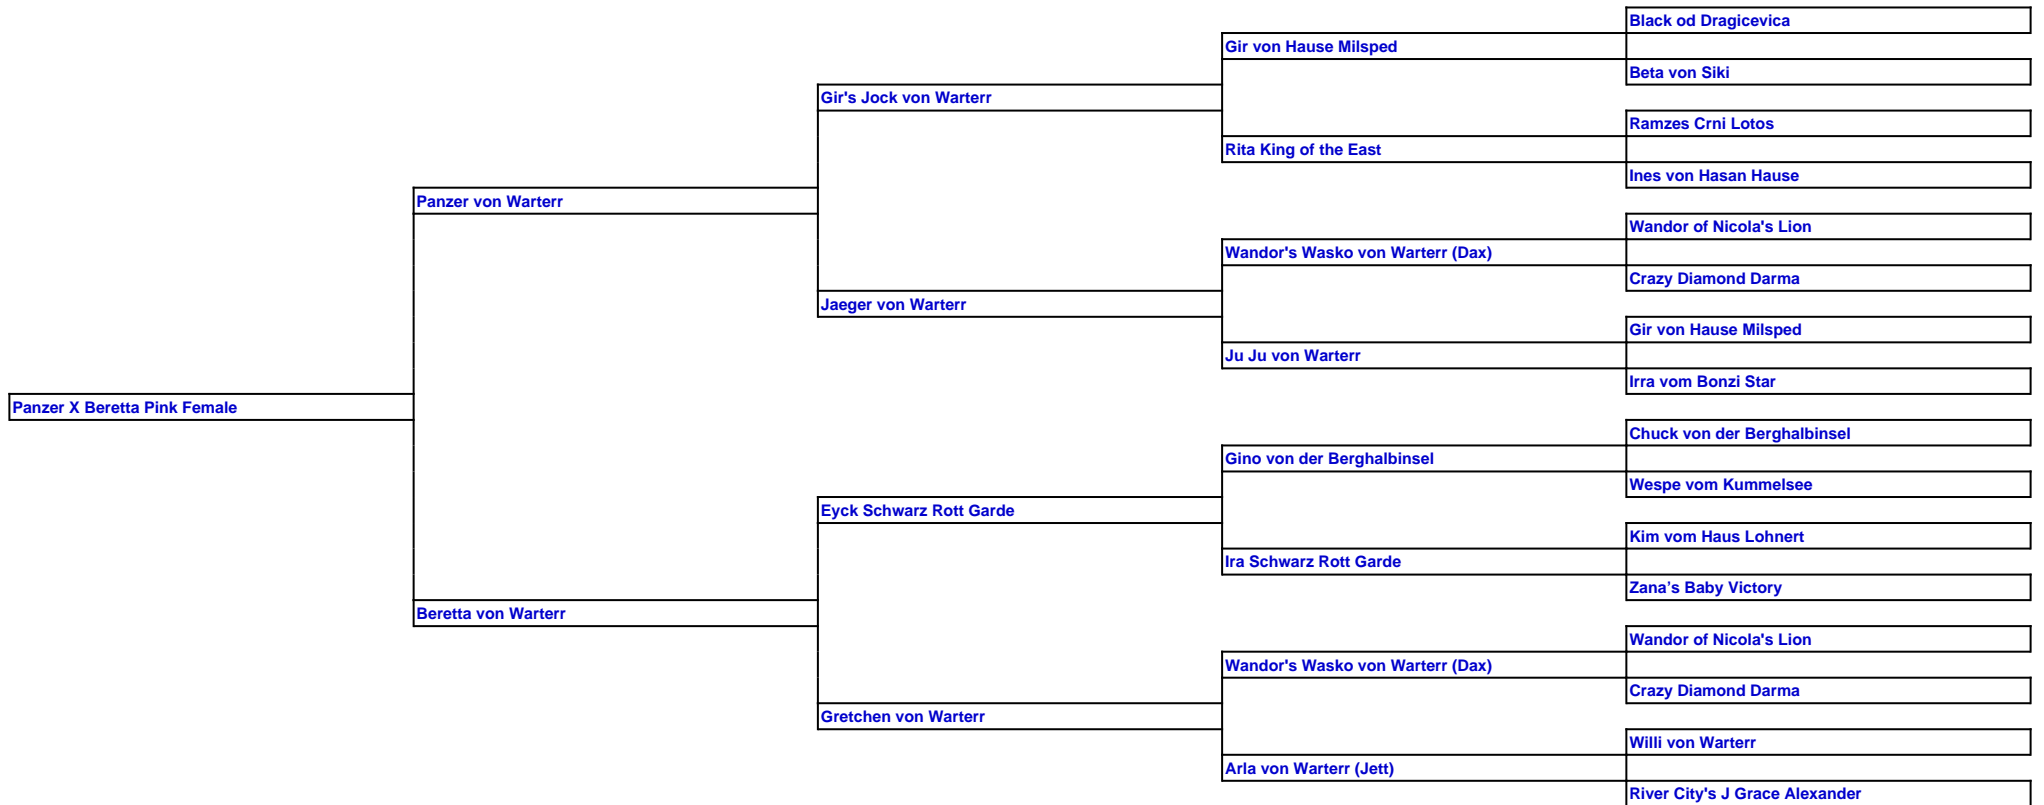 Black od Dragicevica
Gir von Hause Milsped
Beta von Siki
Gir's Jock von Warterr
Ramzes Crni Lotos
Rita King of the East
Ines von Hasan Hause
Panzer von Warterr
Wandor of Nicola's Lion
Wandor's Wasko von Warterr (Dax)
Crazy Diamond Darma
Jaeger von Warterr
Gir von Hause Milsped
Ju Ju von Warterr
Irra vom Bonzi Star
Panzer X Beretta Pink Female
Chuck von der Berghalbinsel
Gino von der Berghalbinsel
Wespe vom Kummelsee
Eyck Schwarz Rott Garde
Kim vom Haus Lohnert
Ira Schwarz Rott Garde
Zana’s Baby Victory
Beretta von Warterr
Wandor of Nicola's Lion
Wandor's Wasko von Warterr (Dax)
Crazy Diamond Darma
Gretchen von Warterr
Willi von Warterr
Arla von Warterr (Jett)
River City's J Grace Alexander